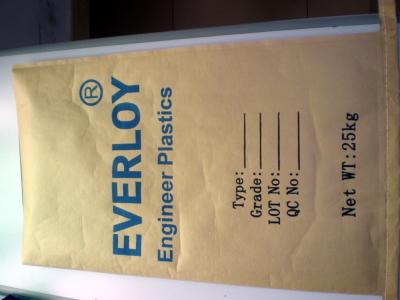 EVERLOY®
Engineer Plastics
Type:
Grade:
LOT No:
QC No:
Net WT:25kg